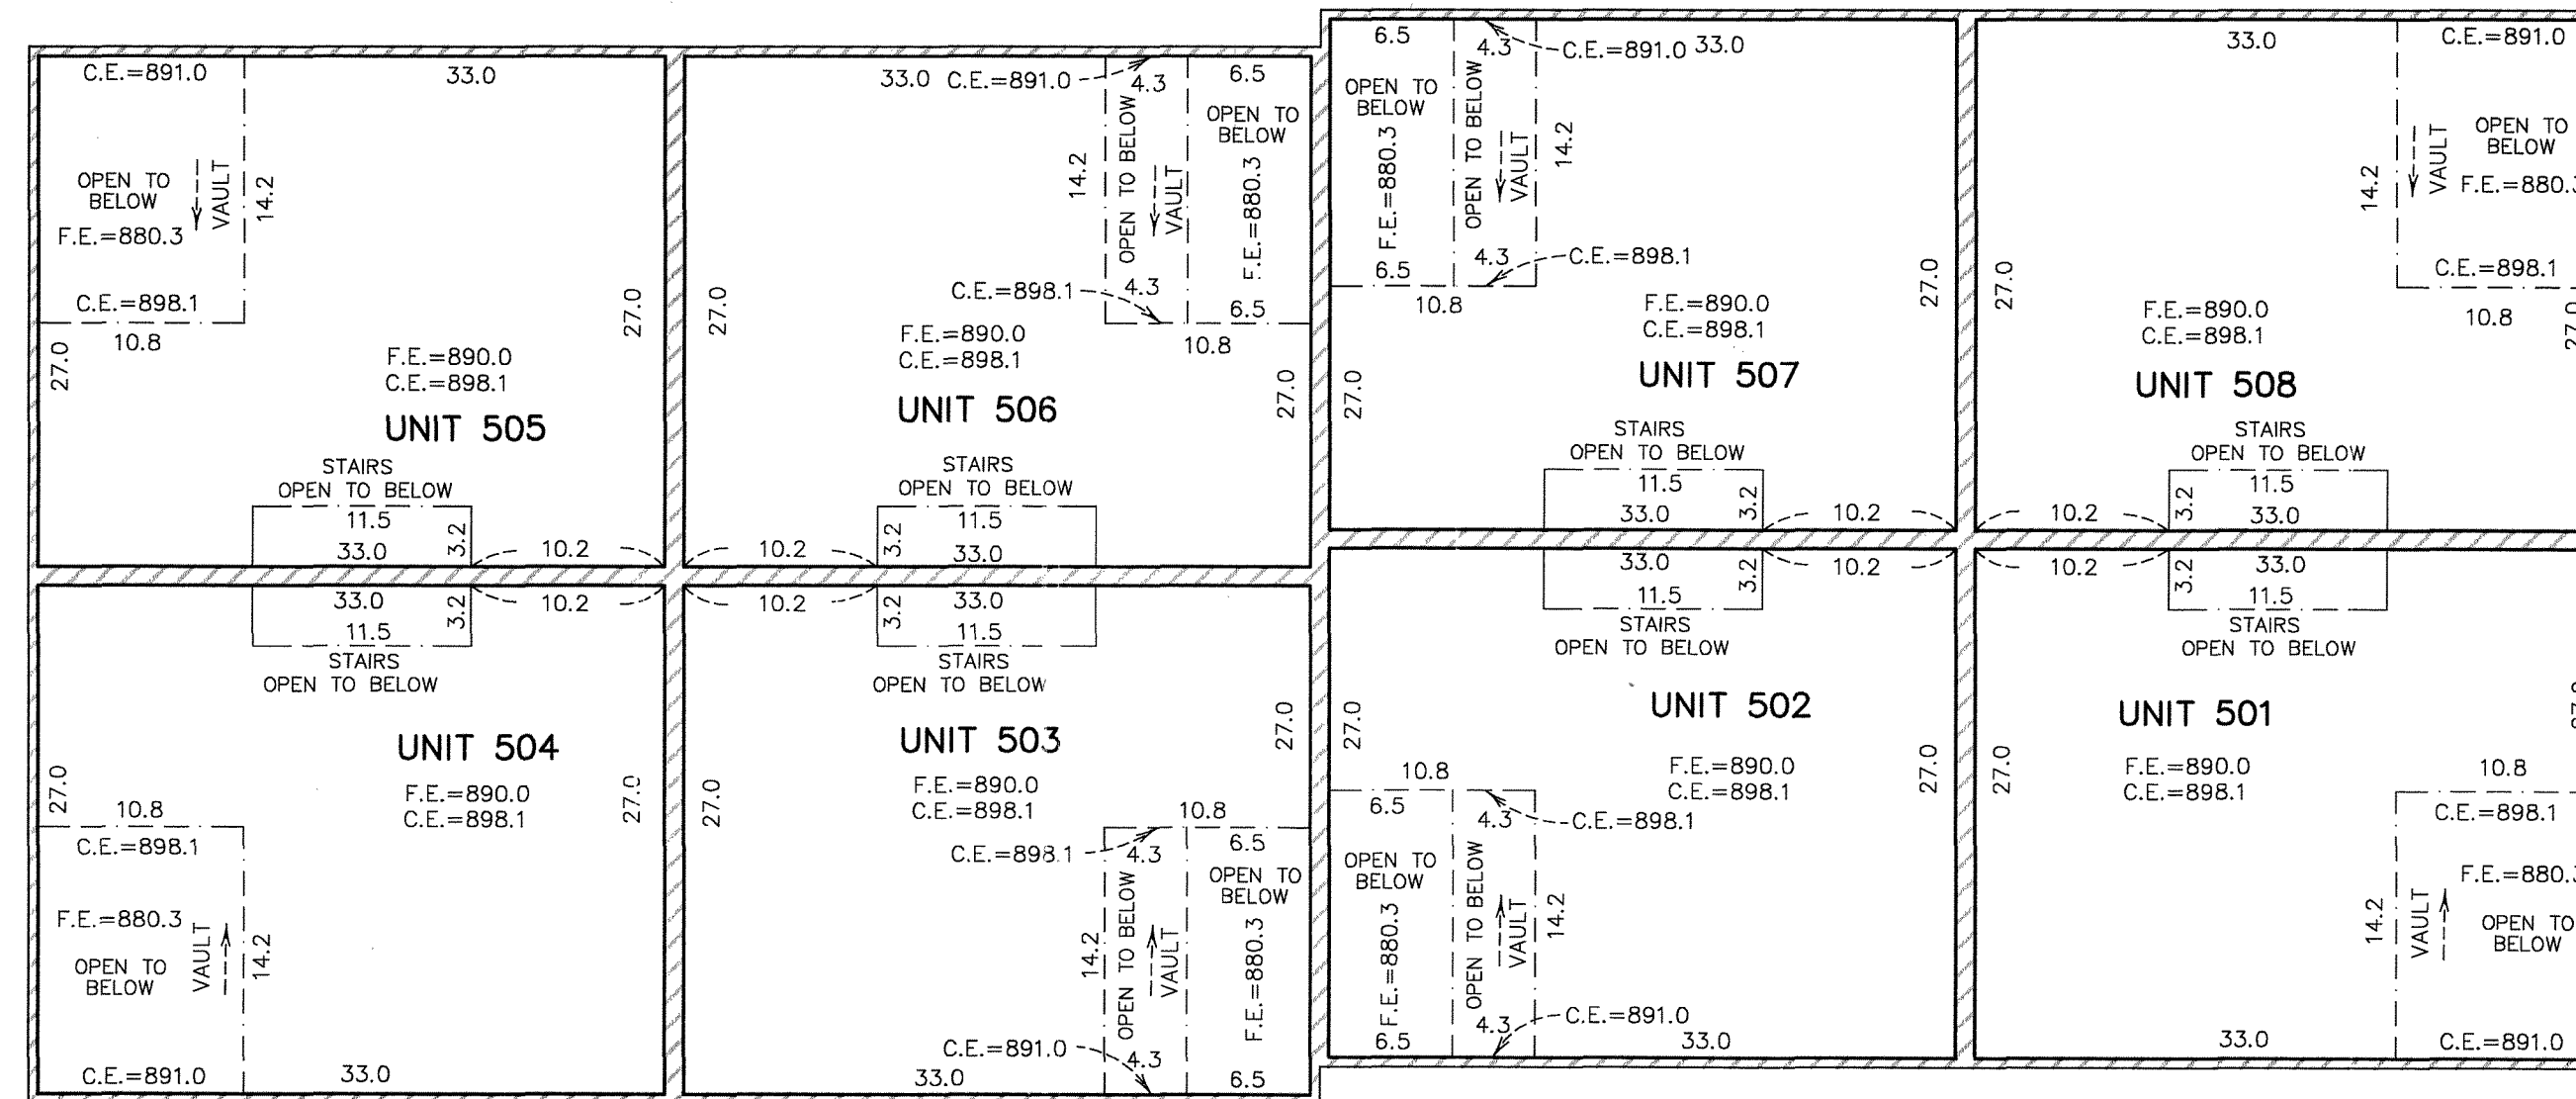 C.E.=891.0
33.0
OPEN TO
BELOW
F.E.=880.3
VAULT
14.2
C.E.=898.1
10.8
27.0
27.0
F.E.=890.0
C.E.=898.1
UNIT 505
STAIRS
OPEN TO BELOW
11.5
33.0
3.2
10.2
33.0
C.E.=891.0
4.3
6.5
OPEN TO BELOW
OPEN TO
BELOW
14.2
VAULT
F.E.=880.3
C.E.=898.1
4.3
6.5
10.8
27.0
27.0
F.E.=890.0
C.E.=898.1
UNIT 506
STAIRS
OPEN TO BELOW
11.5
33.0
3.2
10.2
6.5
4.3
C.E.=891.0
33.0
OPEN TO
BELOW
OPEN TO BELOW
F.E.=880.3
VAULT
14.2
6.5
4.3
C.E.=898.1
10.8
27.0
27.0
F.E.=890.0
C.E.=898.1
UNIT 507
STAIRS
OPEN TO BELOW
11.5
33.0
3.2
10.2
33.0
C.E.=891.0
OPEN TO
BELOW
F.E.=880.3
VAULT
14.2
C.E.=898.1
10.8
27.0
27.0
F.E.=890.0
C.E.=898.1
UNIT 508
STAIRS
OPEN TO BELOW
11.5
33.0
3.2
10.2
33.0
11.5
3.2
10.2
STAIRS
OPEN TO BELOW
UNIT 504
F.E.=890.0
C.E.=898.1
27.0
27.0
10.8
C.E.=898.1
F.E.=880.3
OPEN TO
BELOW
VAULT
14.2
C.E.=891.0
33.0
10.2
3.2
33.0
11.5
STAIRS
OPEN TO BELOW
UNIT 503
F.E.=890.0
C.E.=898.1
27.0
27.0
10.8
C.E.=898.1
4.3
6.5
OPEN TO
BELOW
OPEN TO BELOW
14.2
VAULT
F.E.=880.3
C.E.=891.0
4.3
33.0
6.5
33.0
11.5
3.2
10.2
STAIRS
OPEN TO BELOW
UNIT 502
F.E.=890.0
C.E.=898.1
27.0
27.0
10.8
6.5
4.3
C.E.=898.1
OPEN TO
BELOW
OPEN TO BELOW
F.E.=880.3
VAULT
14.2
4.3
C.E.=891.0
6.5
33.0
10.2
3.2
33.0
11.5
STAIRS
OPEN TO BELOW
UNIT 501
F.E.=890.0
C.E.=898.1
27.0
10.8
C.E.=898.1
F.E.=880.3
OPEN TO
BELOW
VAULT
14.2
33.0
C.E.=891.0